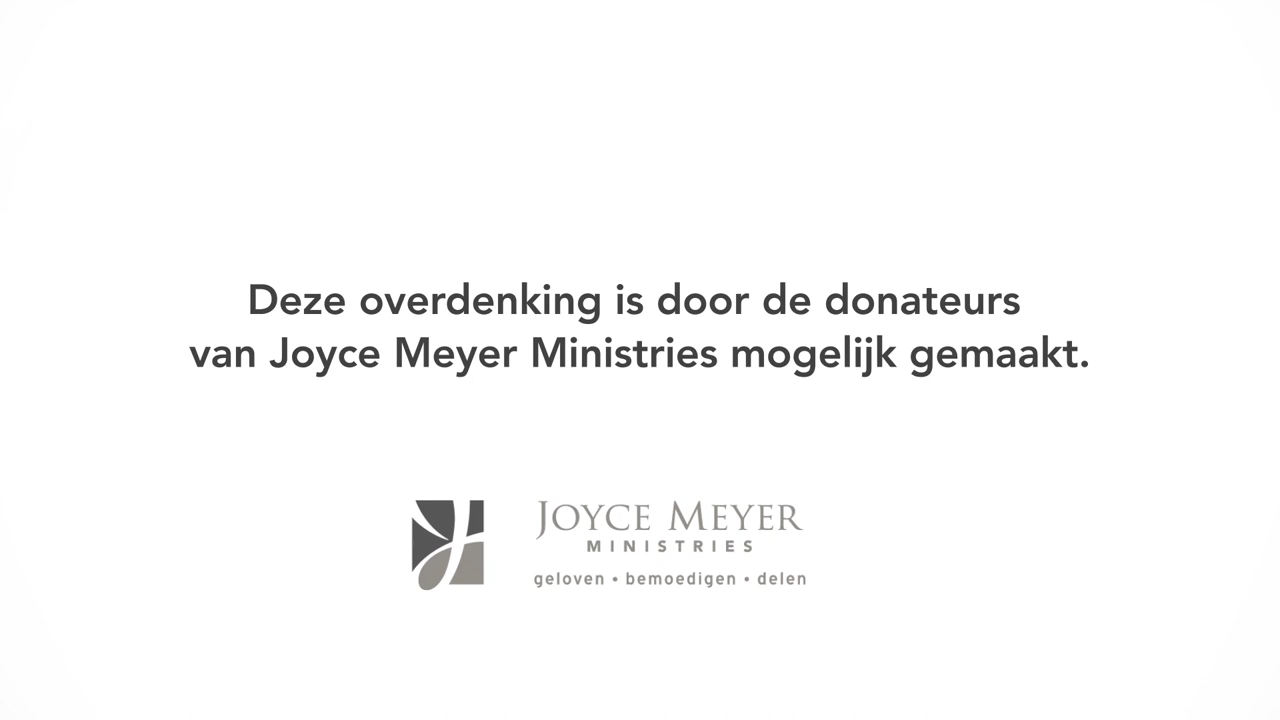 Deze overdenking is door de donateurs
van Joyce Meyer Ministries mogelijk gemaakt.
JOYCE MEYER
MINISTRIES
geloven • bemoedigen • delen